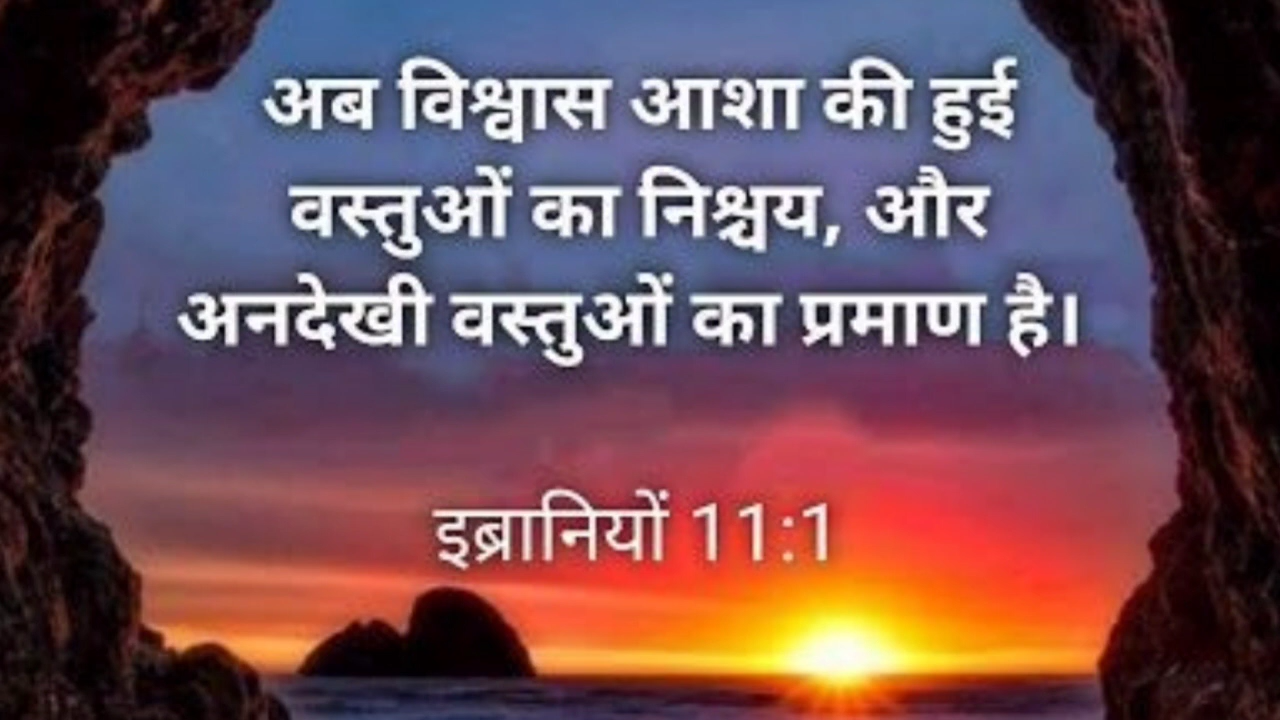 अब विश्वास आशा की हुई
वस्तुओं का निश्चय, और
अनदेखी वस्तुओं का प्रमाण है।
इब्रानियों 11:1